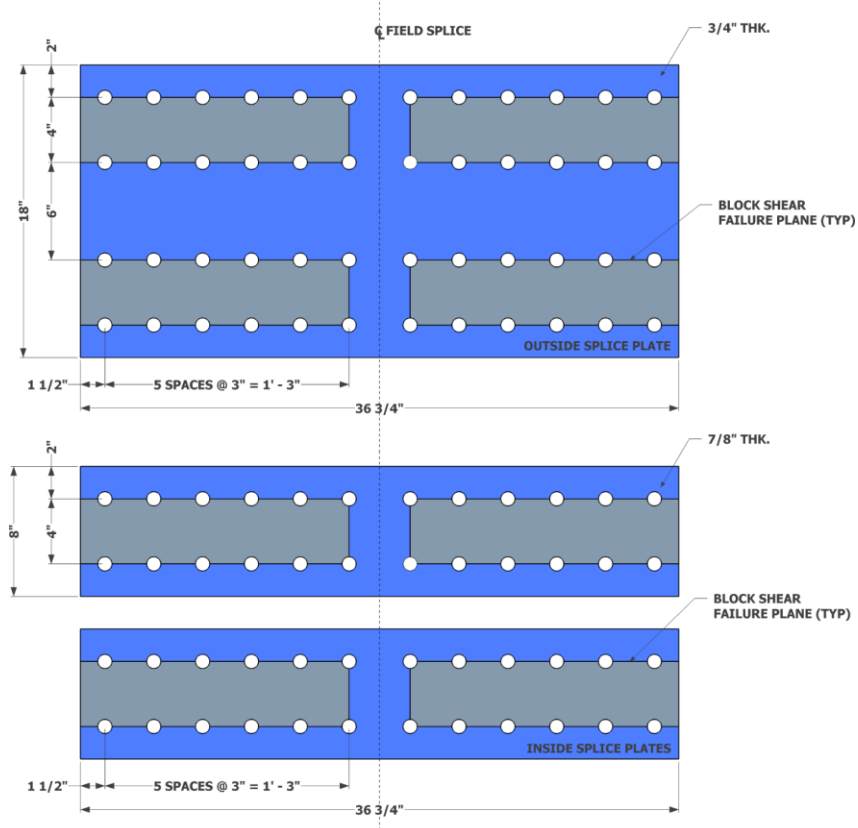 ℄ FIELD SPLICE
3/4" THK.
2"
4"
6"
18"
BLOCK SHEAR
FAILURE PLANE (TYP)
OUTSIDE SPLICE PLATE
1 1/2"
5 SPACES @ 3" = 1' - 3"
36 3/4"
7/8" THK.
2"
4"
8"
BLOCK SHEAR
FAILURE PLANE (TYP)
INSIDE SPLICE PLATES
1 1/2"
5 SPACES @ 3" = 1' - 3"
36 3/4"